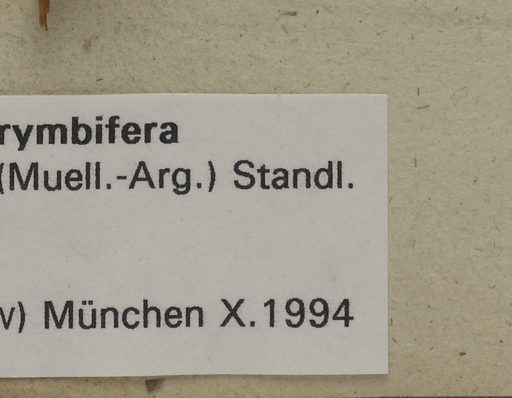 rymbifera
(Muell.-Arg.) Standl.
w) München X.1994